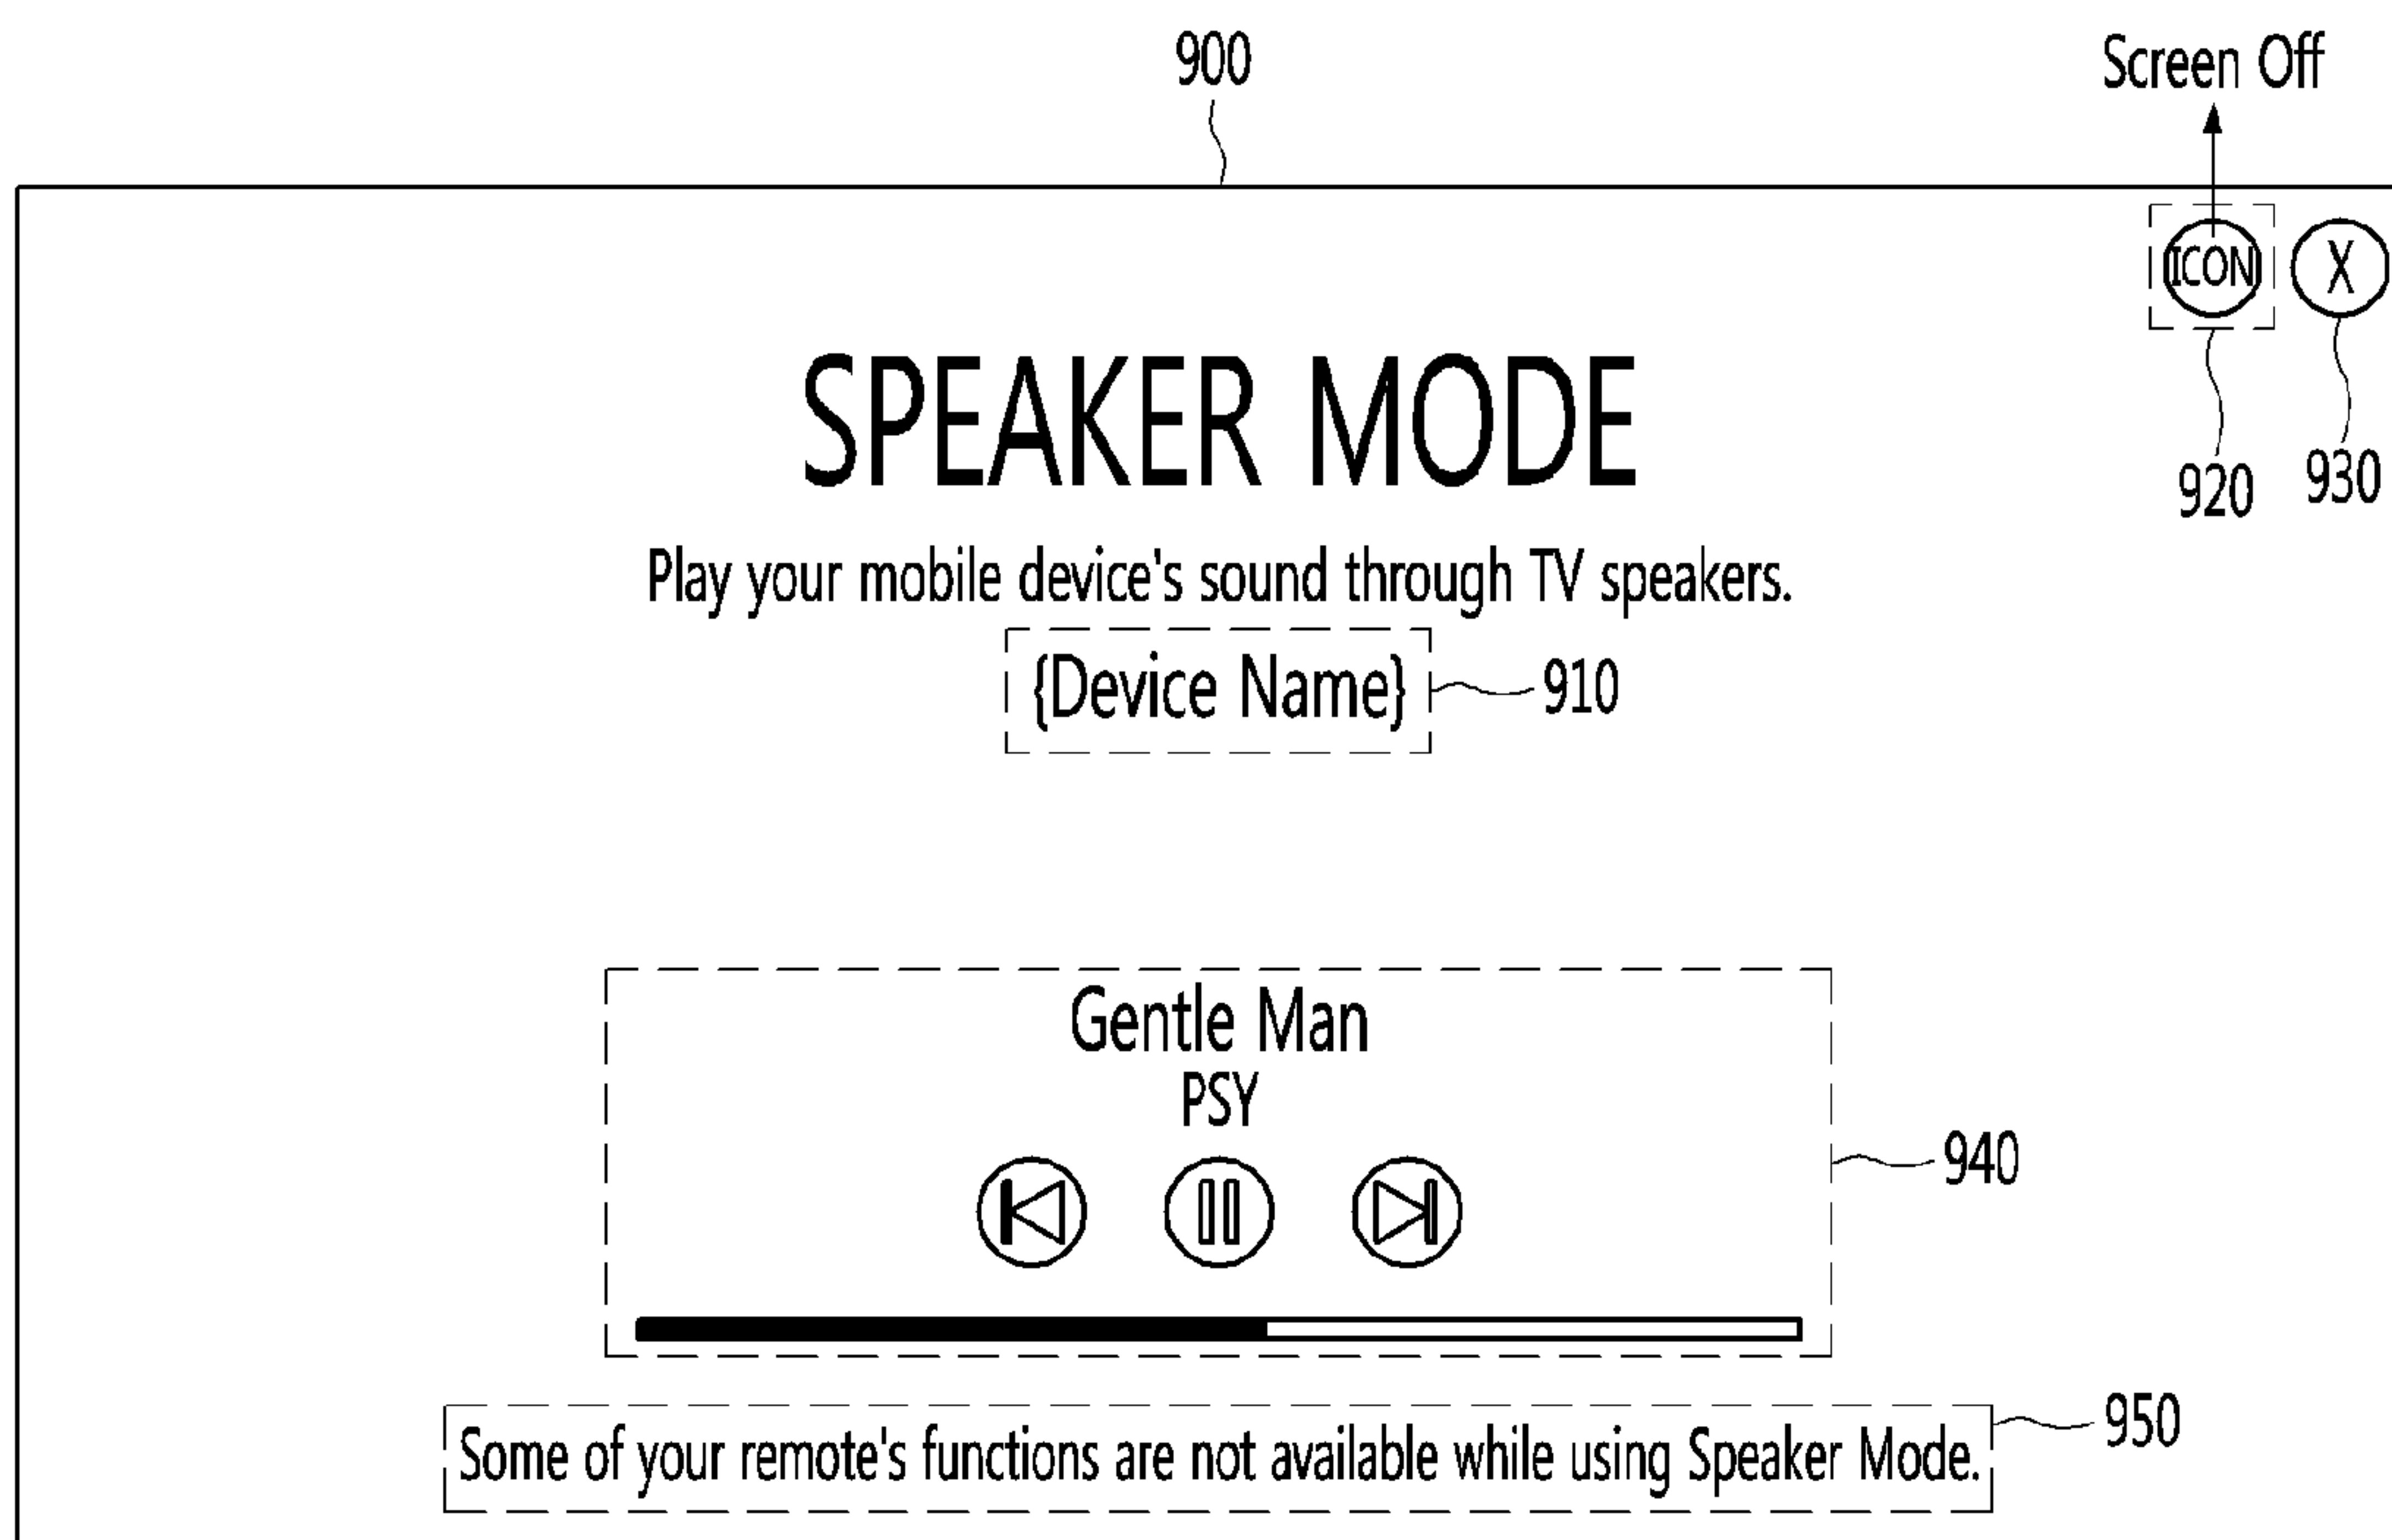 900
Screen Off
ICON
X
SPEAKER MODE
920
930
Play your mobile device's sound through TV speakers.
{Device Name}
910
Gentle Man
PSY
940
950
Some of your remote's functions are not available while using Speaker Mode.